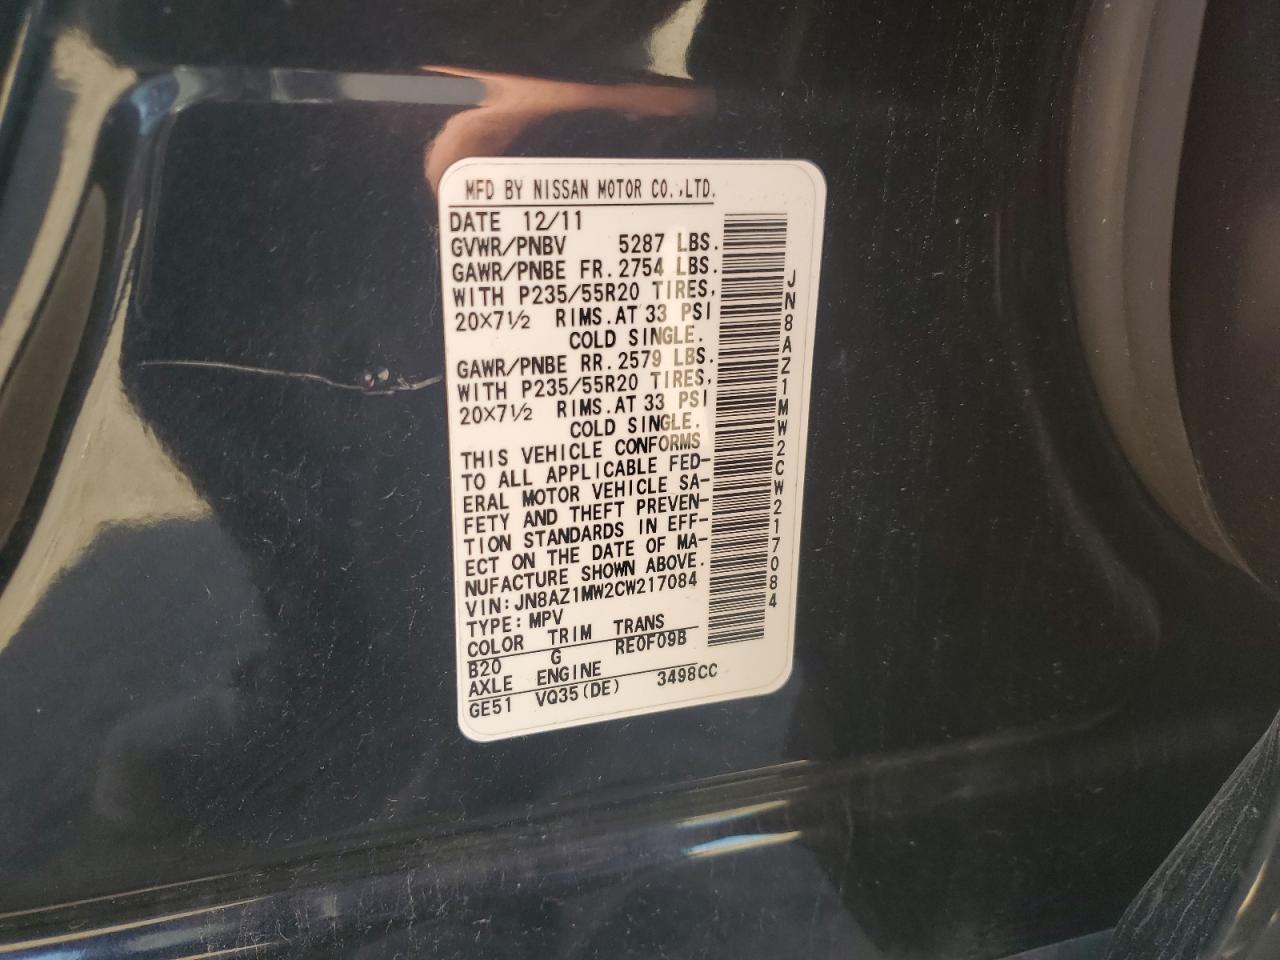 MFD BY NISSAN MOTOR CO.,LTD.
DATE 12/11
GVWR/PNBV 5287 LBS.
GAWR/PNBE FR. 2754 LBS.
WITH P235/55R20 TIRES,
20X7½ RIMS. AT 33 PSI
COLD SINGLE.
GAWR/PNBE RR. 2579 LBS.
WITH P235/55R20 TIRES,
20X7½ RIMS. AT 33 PSI
COLD SINGLE.
THIS VEHICLE CONFORMS
TO ALL APPLICABLE FED-
ERAL MOTOR VEHICLE SA-
FETY AND THEFT PREVEN-
TION STANDARDS IN EFF-
ECT ON THE DATE OF MA-
NUFACTURE SHOWN ABOVE.
VIN: JN8AZ1MW2CW217084
TYPE: MPV
COLOR TRIM TRANS
B20 G RE0F09B
AXLE ENGINE
GE51 VQ35(DE) 3498CC
JN8AZ1MW2CW217084